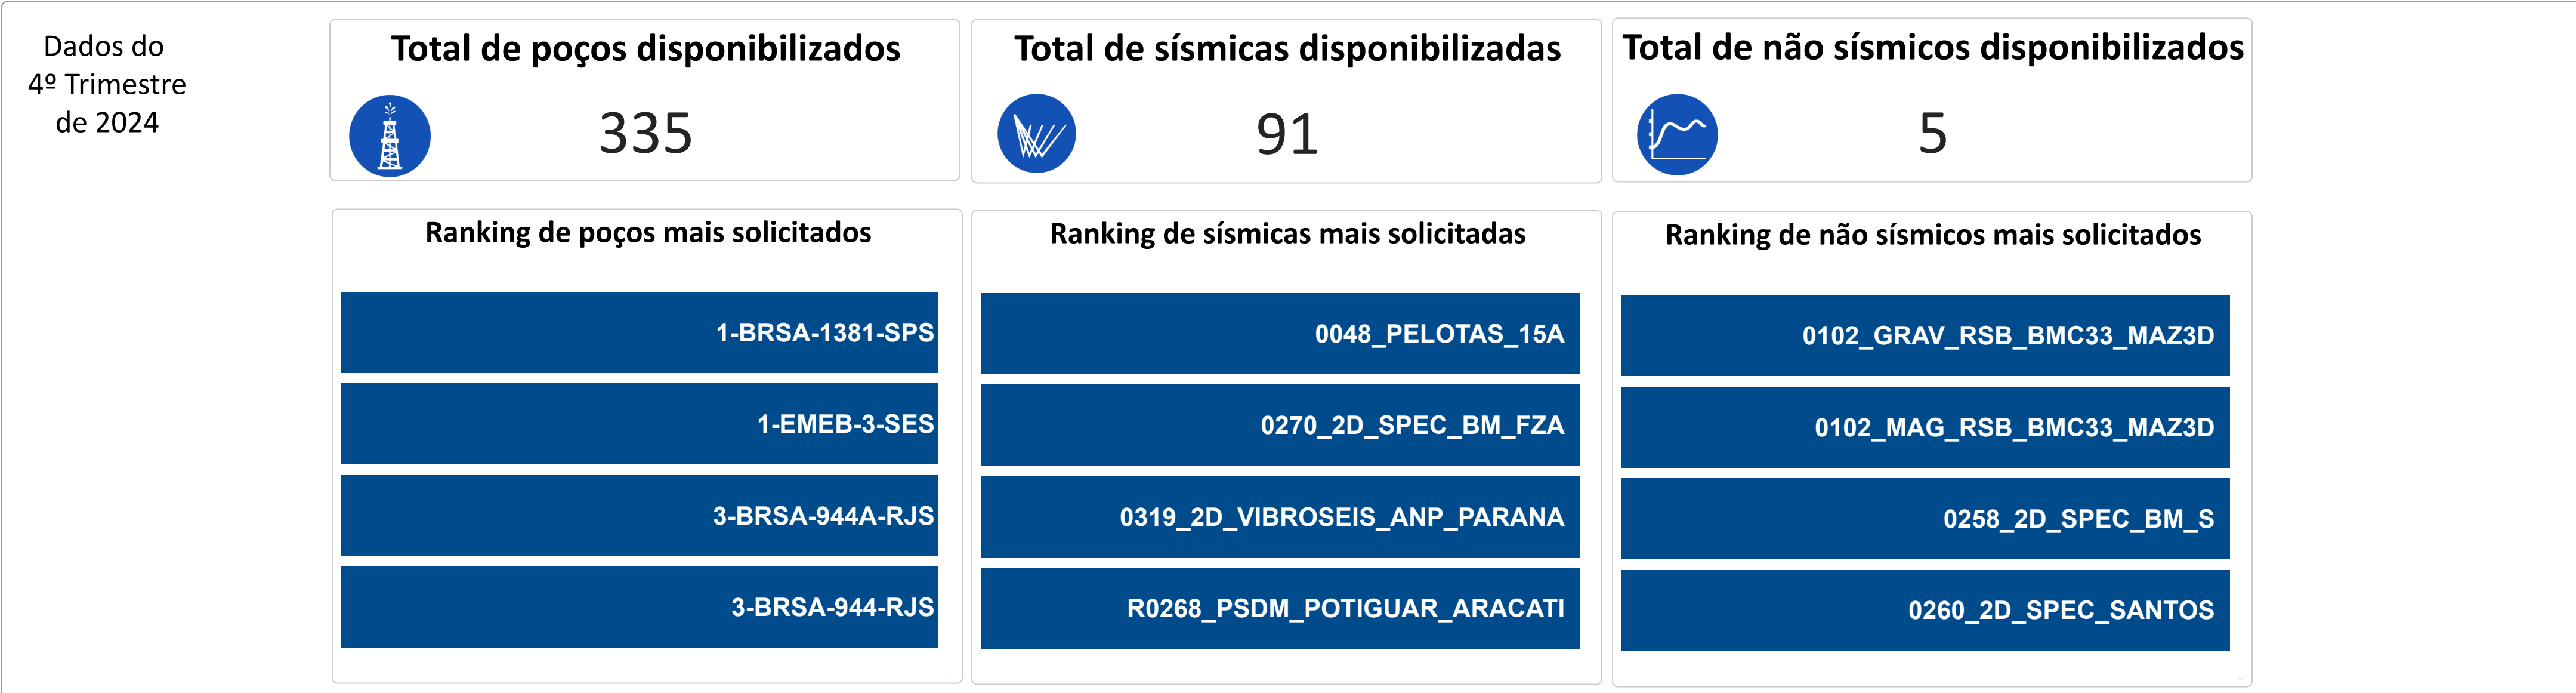 Dados do
4º Trimestre
de 2024
Total de poços disponibilizados
335
Total de sísmicas disponibilizadas
91
Total de não sísmicos disponibilizados
5
Ranking de poços mais solicitados
1-BRSA-1381-SPS
1-EMEB-3-SES
3-BRSA-944A-RJS
3-BRSA-944-RJS
Ranking de sísmicas mais solicitadas
0048_PELOTAS_15A
0270_2D_SPEC_BM_FZA
0319_2D_VIBROSEIS_ANP_PARANA
R0268_PSDM_POTIGUAR_ARACATI
Ranking de não sísmicos mais solicitados
0102_GRAV_RSB_BMC33_MAZ3D
0102_MAG_RSB_BMC33_MAZ3D
0258_2D_SPEC_BM_S
0260_2D_SPEC_SANTOS